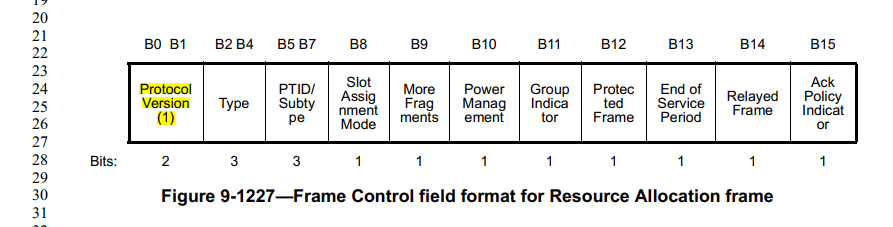 19
20
21
22
23
24
25
26
27
28
29
30
31
B0 B1 B2 B4 B5 B7 B8 B9 B10 B11 B12 B13 B14 B15
Protocol
Version
(1)
Type
PTID/
Subty
pe
Slot
Assig
nment
Mode
More
Frag
ments
Power
Manag
ement
Group
Indica
tor
Protec
ted
Frame
End of
Service
Period
Relayed
Frame
Ack
Policy
Indicat
or
Bits: 2 3 3 1 1 1 1 1 1 1 1
Figure 9-1227—Frame Control field format for Resource Allocation frame